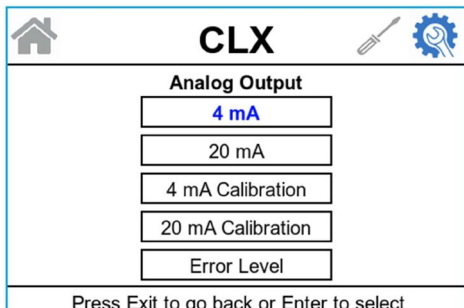 CLX
Analog Output
4 mA
20 mA
4 mA Calibration
20 mA Calibration
Error Level
Press Exit to go back or Enter to select